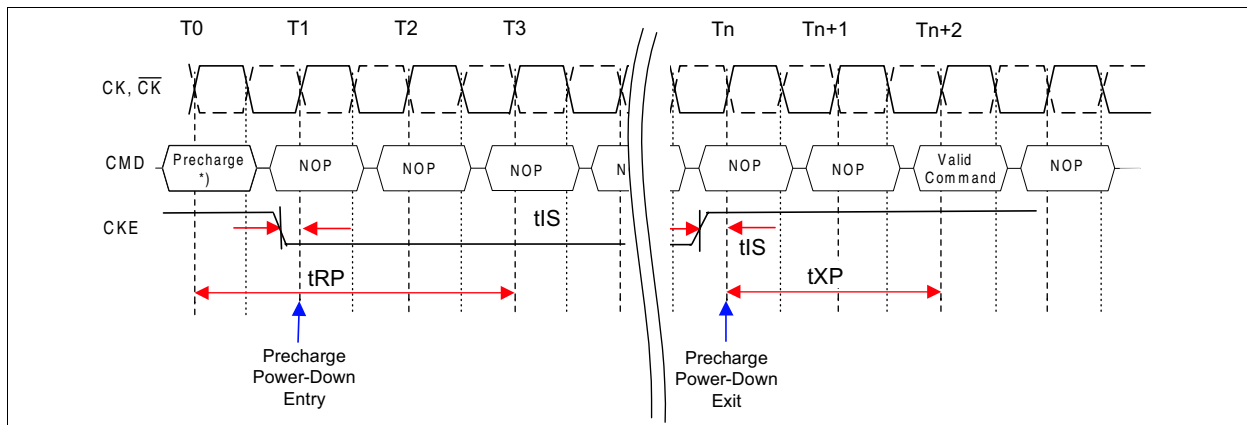 T0 T1 T2 T3 Tn Tn+1 Tn+2
CK, C̅K̅
CMD Precharge *) NOP NOP NOP N NOP NOP Valid Command NOP
CKE tIS tIS
tRP tXP
Precharge
Power-Down
Entry
Precharge
Power-Down
Exit